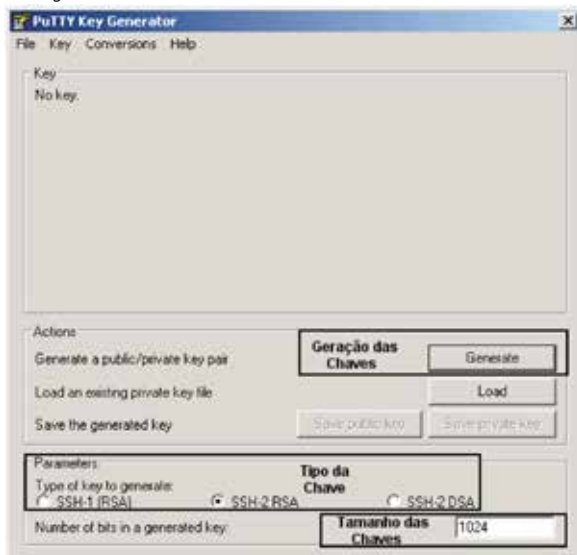 PuTTY Key Generator
File Key Conversions Help
Key
No key.
Actions
Generate a public/private key pair
Geração das
Chaves
Generate
Load an existing private key file
Load
Save the generated key
Save public key
Save private key
Parameters
Type of key to generate:
Tipo da
Chave
SSH-1 (RSA)
SSH-2 RSA
SSH-2 DSA
Number of bits in a generated key:
Tamanho das
Chaves
1024